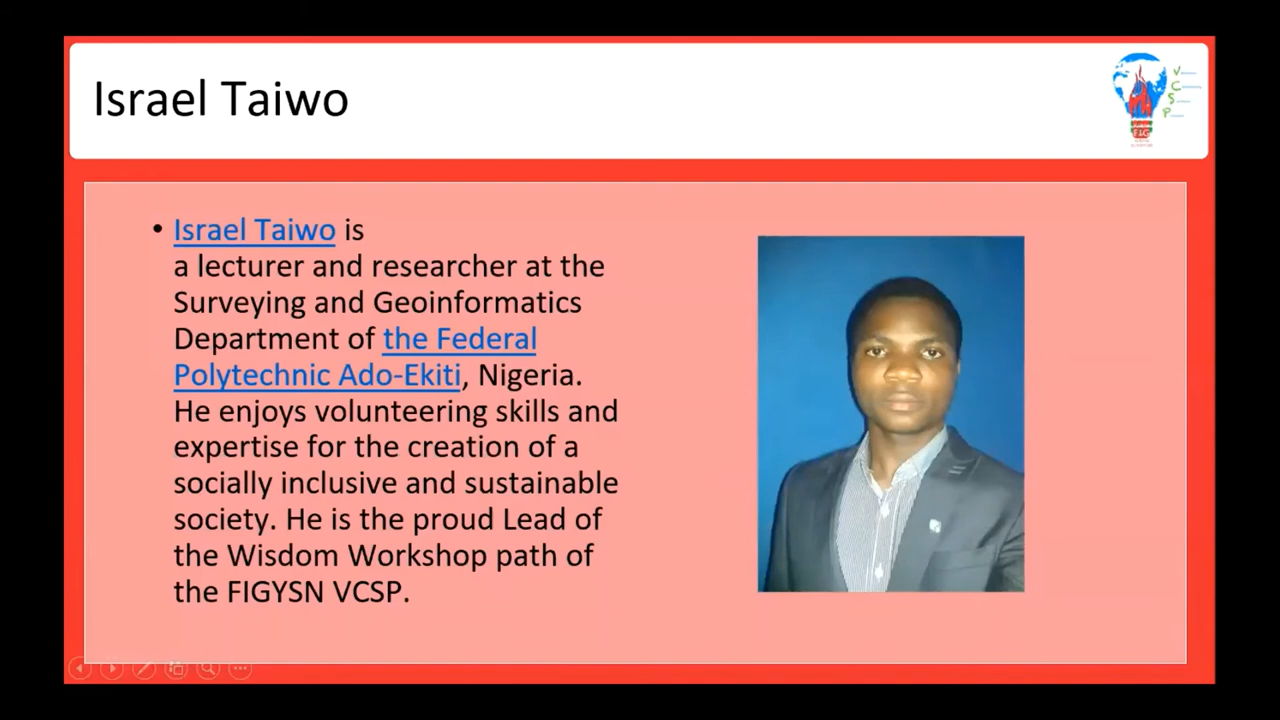 Israel Taiwo
V
C
S
P
FIG
• Israel Taiwo is
a lecturer and researcher at the
Surveying and Geoinformatics
Department of the Federal
Polytechnic Ado-Ekiti, Nigeria.
He enjoys volunteering skills and
expertise for the creation of a
socially inclusive and sustainable
society. He is the proud Lead of
the Wisdom Workshop path of
the FIGYSN VCSP.